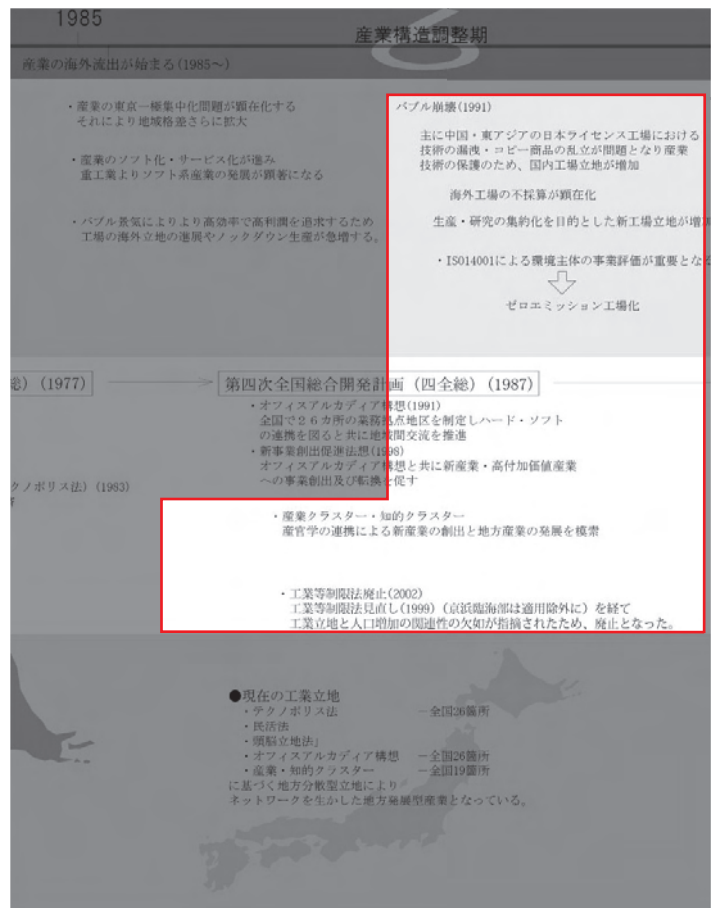 1985
産業構造調整期
6
産業の海外流出が始まる(1985～)
・産業の東京一極集中化問題が顕在化する
それにより地域格差さらに拡大
・産業のソフト化・サービス化が進み
重工業よりソフト系産業の発展が顕著になる
・バブル景気によりより高効率で高利潤を追求するため
工場の海外立地の進展やノックダウン生産が急増する。
バブル崩壊(1991)
主に中国・東アジアの日本ライセンス工場における
技術の漏洩・コピー商品の乱立が問題となり産業
技術の保護のため、国内工場立地が増加
海外工場の不採算が顕在化
生産・研究の集約化を目的とした新工場立地が増加
・ISO14001による環境主体の事業評価が重要となる
ゼロエミッション工場化
総) (1977)
第四次全国総合開発計画 (四全総) (1987)
・オフィスアルカディア構想(1991)
全国で２６カ所の業務拠点地区を制定しハード・ソフト
の連携を図ると共に地域間交流を推進
・新事業創出促進法想(1998)
オフィスアルカディア構想と共に新産業・高付加価値産業
への事業創出及び転換を促す
クノポリス法) (1983)
・産業クラスター・知的クラスター
産官学の連携による新産業の創出と地方産業の発展を模索
・工業等制限法廃止(2002)
工業等制限法見直し(1999) (京浜臨海部は適用除外に) を経て
工業立地と人口増加の関連性の欠如が指摘されたため、廃止となった。
●現在の工業立地
・テクノポリス法 －全国26箇所
・民活法
・頭脳立地法」
・オフィスアルカディア構想 －全国26箇所
・産業・知的クラスター －全国19箇所
に基づく地方分散型立地により
ネットワークを生かした地方発展型産業となっている。